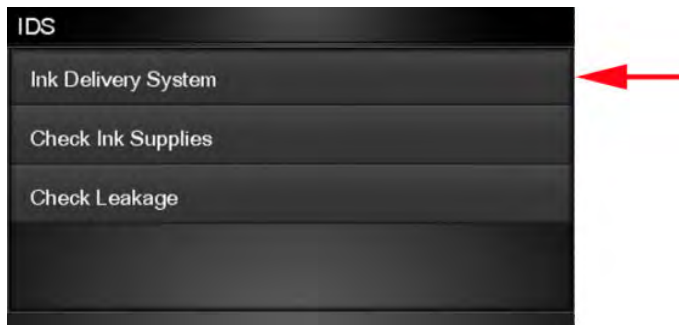 IDS
Ink Delivery System
Check Ink Supplies
Check Leakage